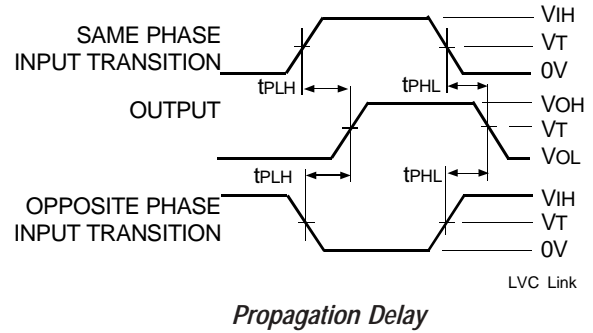 SAME PHASE
INPUT TRANSITION
VIH
VT
0V
tPLH
tPHL
OUTPUT
VOH
VT
VOL
tPLH
tPHL
OPPOSITE PHASE
INPUT TRANSITION
VIH
VT
0V
LVC Link
Propagation Delay